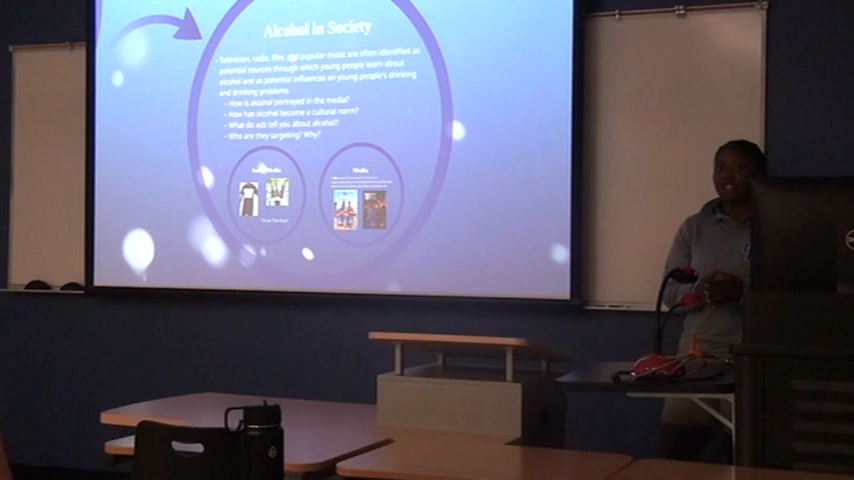 Alcohol in Society
- Television, radio, film, and popular music are often identified as
potential sources through which young people learn about
alcohol and as potential influences on young people's drinking
and drinking problems
- How is alcohol portrayed in the media?
- How has alcohol become a cultural norm?
- What do ads tell you about alcohol?
- Who are they targeting? Why?
Media
Media